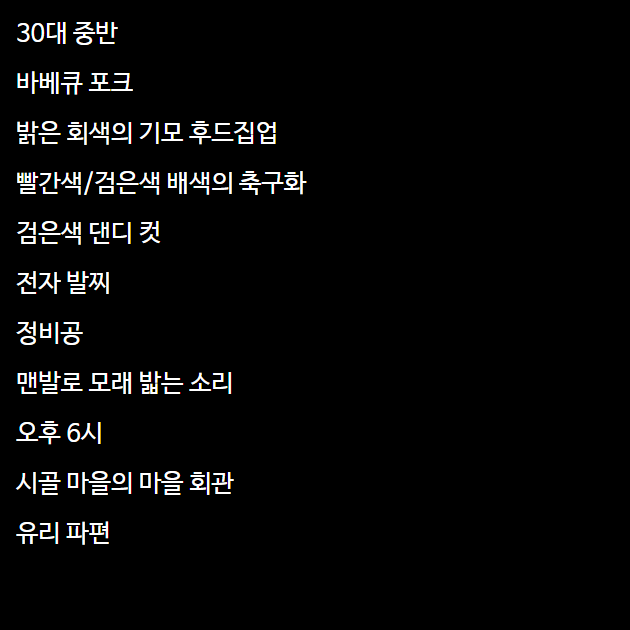 30대 중반
바베큐 포크
밝은 회색의 기모 후드집업
빨간색/검은색 배색의 축구화
검은색 댄디 컷
전자 발찌
정비공
맨발로 모래 밟는 소리
오후 6시
시골 마을의 마을 회관
유리 파편